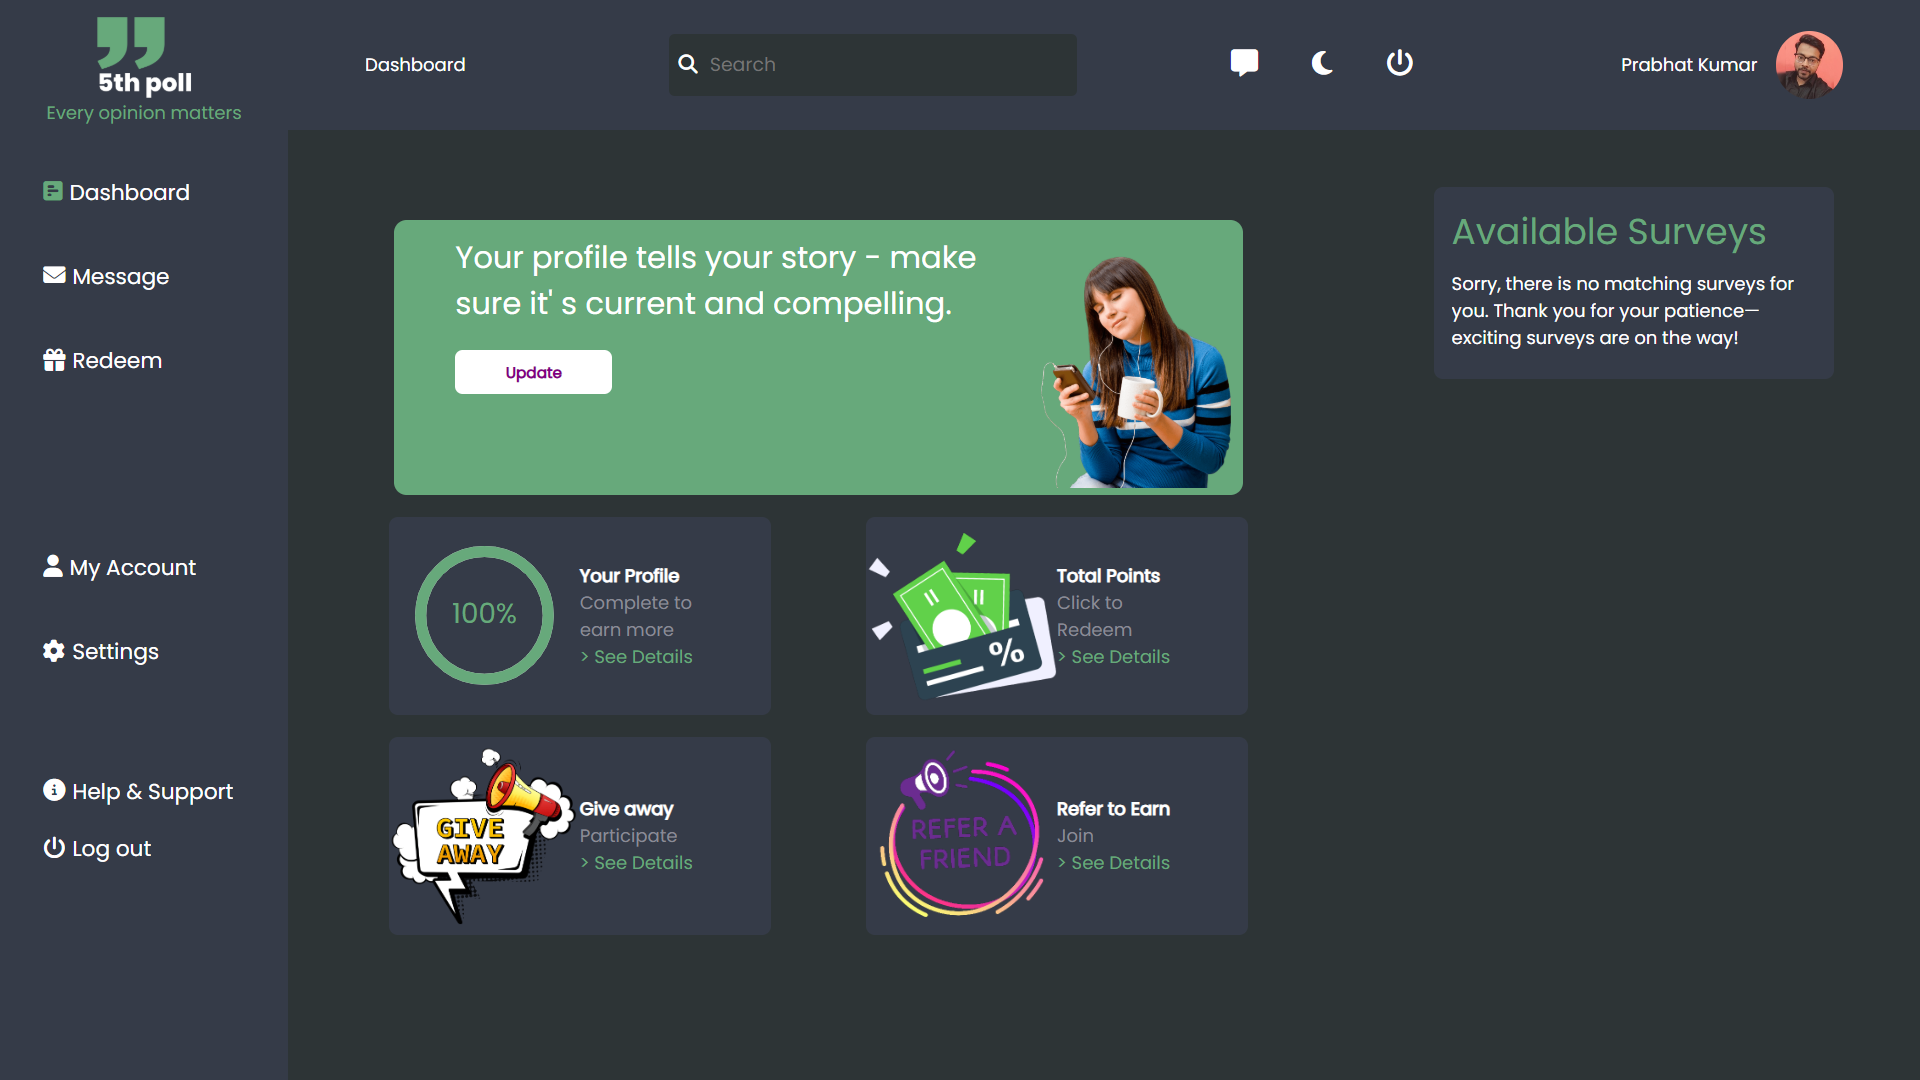 5th poll
Every opinion matters
Dashboard
Search
Prabhat Kumar
Dashboard
Message
Redeem
My Account
Settings
Help & Support
Log out
Your profile tells your story - make
sure it' s current and compelling.
Update
100%
Your Profile
Complete to
earn more
> See Details
%
Total Points
Click to
Redeem
> See Details
GIVE
AWAY
Give away
Participate
> See Details
REFER A
FRIEND
Refer to Earn
Join
> See Details
Available Surveys
Sorry, there is no matching surveys for
you. Thank you for your patience—
exciting surveys are on the way!